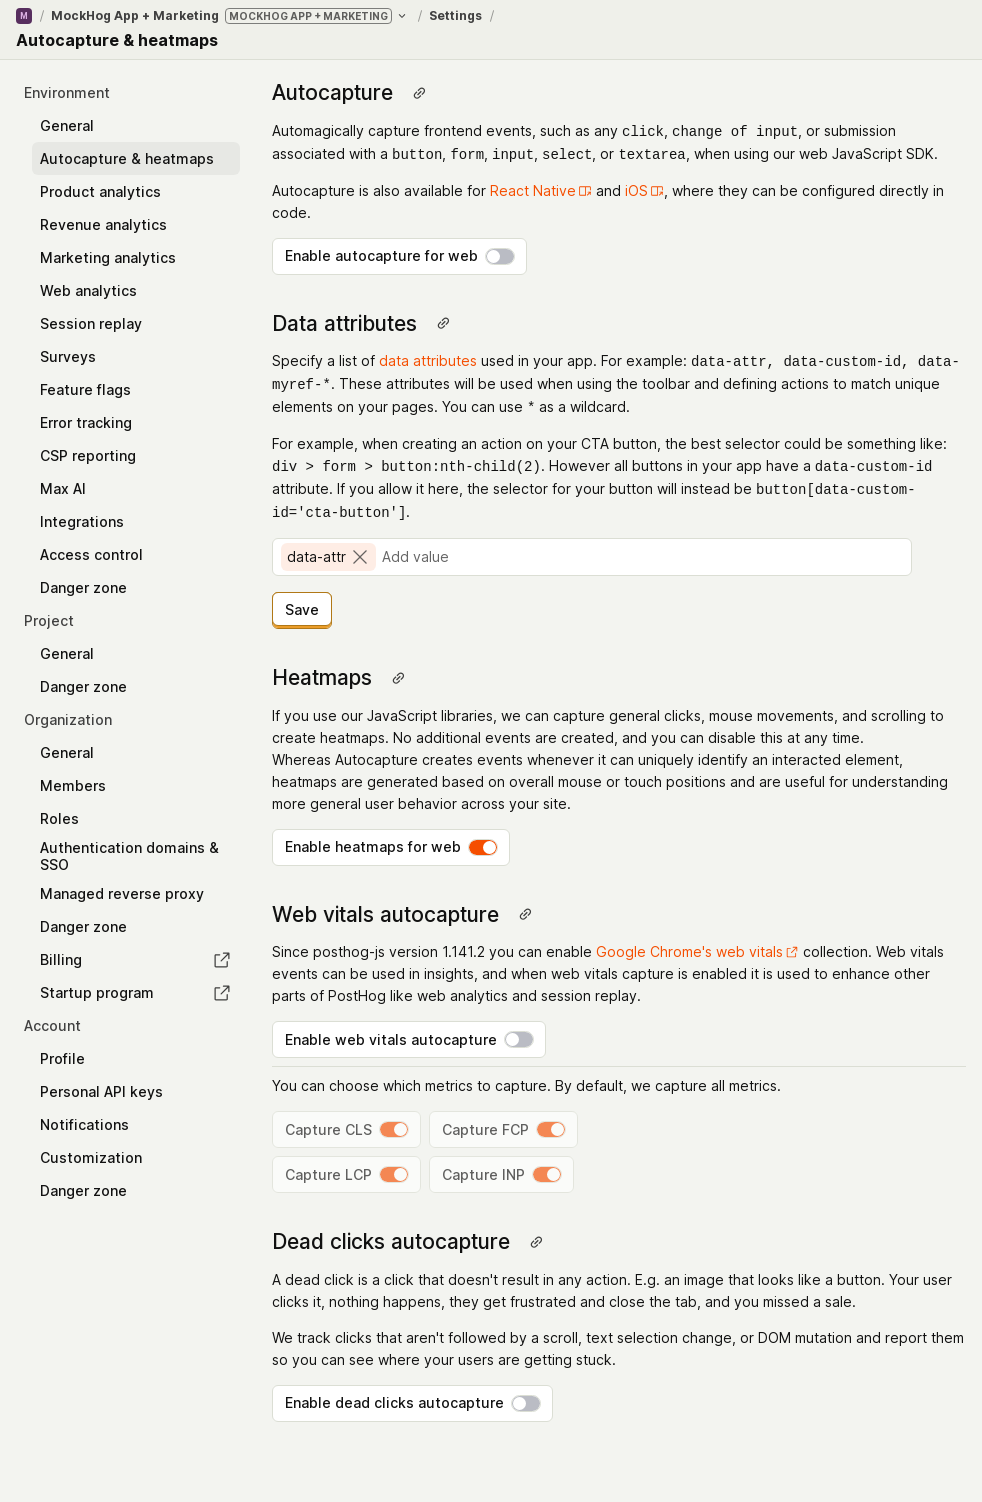 M / MockHog App + Marketing MOCKHOG APP + MARKETING / Settings /
Autocapture & heatmaps
Environment
General
Autocapture & heatmaps
Product analytics
Revenue analytics
Marketing analytics
Web analytics
Session replay
Surveys
Feature flags
Error tracking
CSP reporting
Max AI
Integrations
Access control
Danger zone
Project
General
Danger zone
Organization
General
Members
Roles
Authentication domains &
SSO
Managed reverse proxy
Danger zone
Billing
Startup program
Account
Profile
Personal API keys
Notifications
Customization
Danger zone
Autocapture
Automagically capture frontend events, such as any click, change of input, or submission
associated with a button, form, input, select, or textarea, when using our web JavaScript SDK.
Autocapture is also available for React Native and iOS, where they can be configured directly in
code.
Enable autocapture for web
Data attributes
Specify a list of data attributes used in your app. For example: data-attr, data-custom-id, data-
myref-*. These attributes will be used when using the toolbar and defining actions to match unique
elements on your pages. You can use * as a wildcard.
For example, when creating an action on your CTA button, the best selector could be something like:
div > form > button:nth-child(2). However all buttons in your app have a data-custom-id
attribute. If you allow it here, the selector for your button will instead be button[data-custom-
id='cta-button'].
data-attr Add value
Save
Heatmaps
If you use our JavaScript libraries, we can capture general clicks, mouse movements, and scrolling to
create heatmaps. No additional events are created, and you can disable this at any time.
Whereas Autocapture creates events whenever it can uniquely identify an interacted element,
heatmaps are generated based on overall mouse or touch positions and are useful for understanding
more general user behavior across your site.
Enable heatmaps for web
Web vitals autocapture
Since posthog-js version 1.141.2 you can enable Google Chrome's web vitals collection. Web vitals
events can be used in insights, and when web vitals capture is enabled it is used to enhance other
parts of PostHog like web analytics and session replay.
Enable web vitals autocapture
You can choose which metrics to capture. By default, we capture all metrics.
Capture CLS Capture FCP
Capture LCP Capture INP
Dead clicks autocapture
A dead click is a click that doesn't result in any action. E.g. an image that looks like a button. Your user
clicks it, nothing happens, they get frustrated and close the tab, and you missed a sale.
We track clicks that aren't followed by a scroll, text selection change, or DOM mutation and report them
so you can see where your users are getting stuck.
Enable dead clicks autocapture